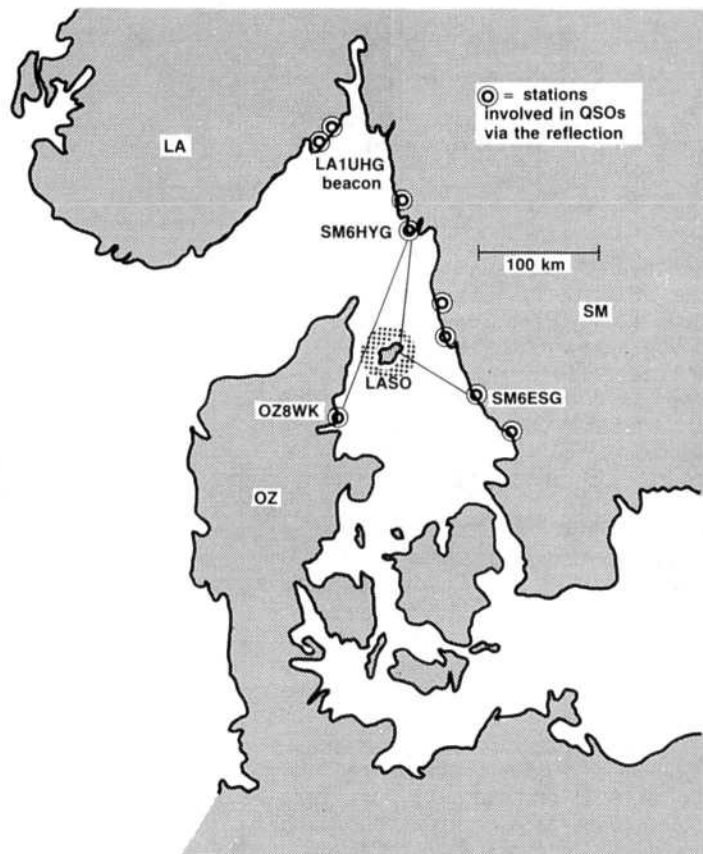 = stations
involved in QSOs
via the reflection
LA
LA1UHG
beacon
SM6HYG
100 km
SM
LASO
SM6ESG
OZ8WK
OZ